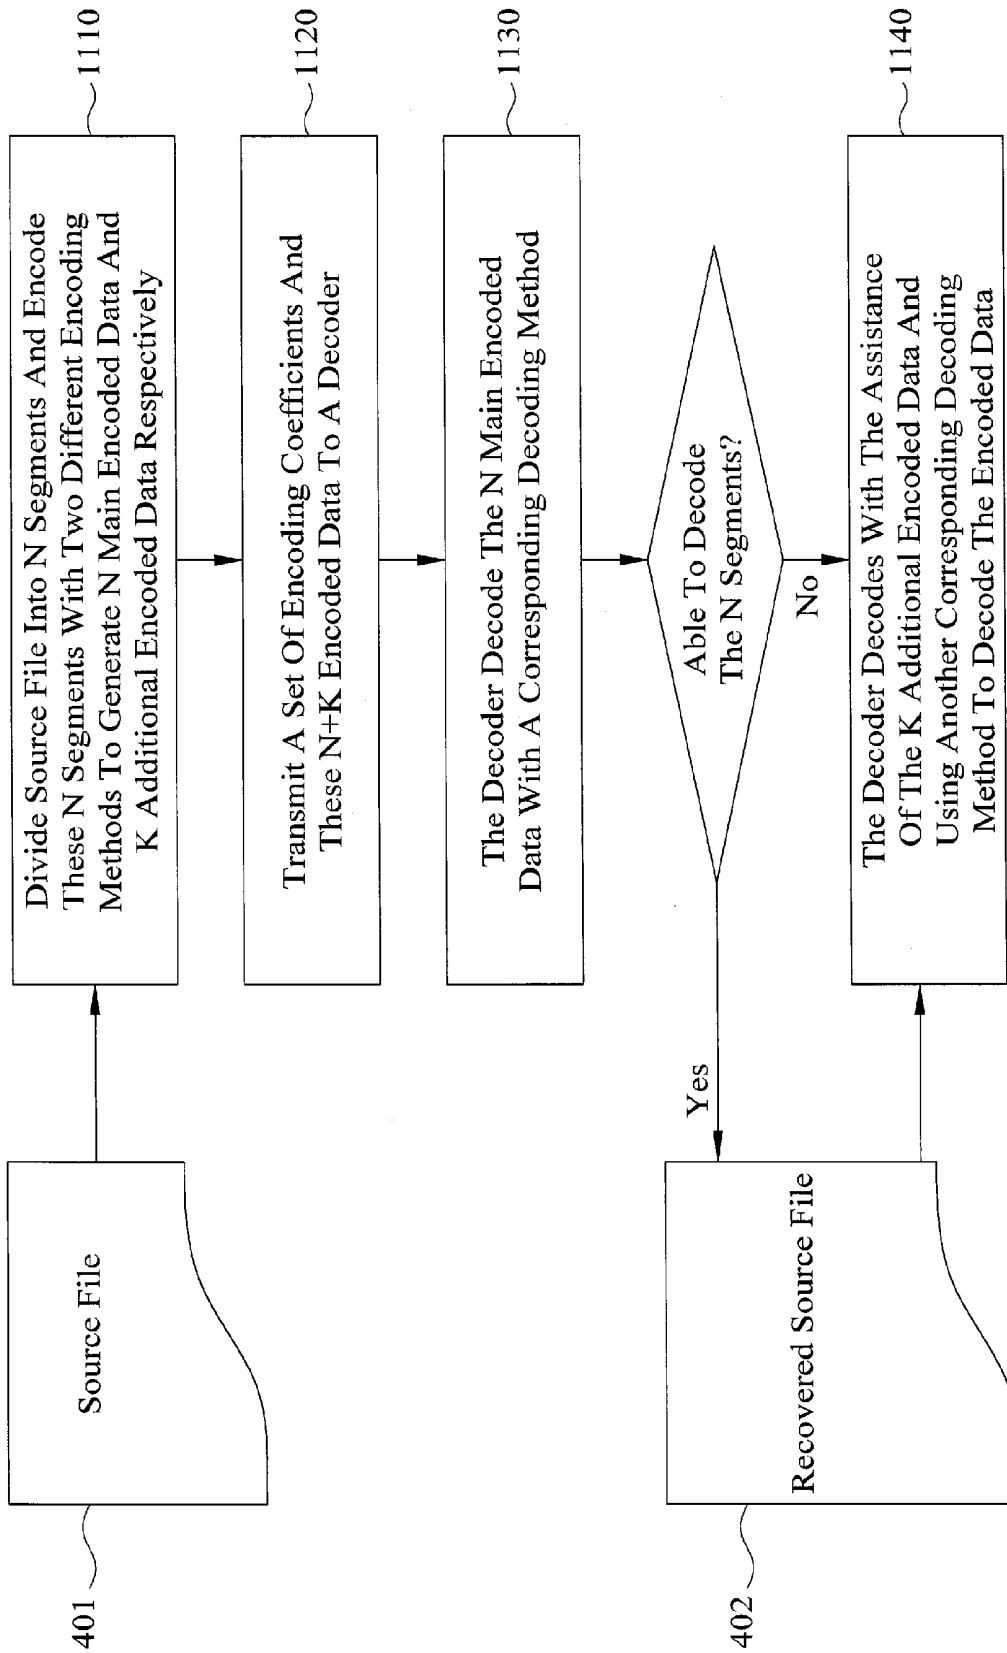 Source File
401
Divide Source File Into N Segments And Encode
These N Segments With Two Different Encoding
Methods To Generate N Main Encoded Data And
K Additional Encoded Data Respectively
1110
Transmit A Set Of Encoding Coefficients And
These N+K Encoded Data To A Decoder
1120
The Decoder Decode The N Main Encoded
Data With A Corresponding Decoding Method
1130
Able To Decode
The N Segments?
Yes
No
Recovered Source File
402
The Decoder Decodes With The Assistance
Of The K Additional Encoded Data And
Using Another Corresponding Decoding
Method To Decode The Encoded Data
1140